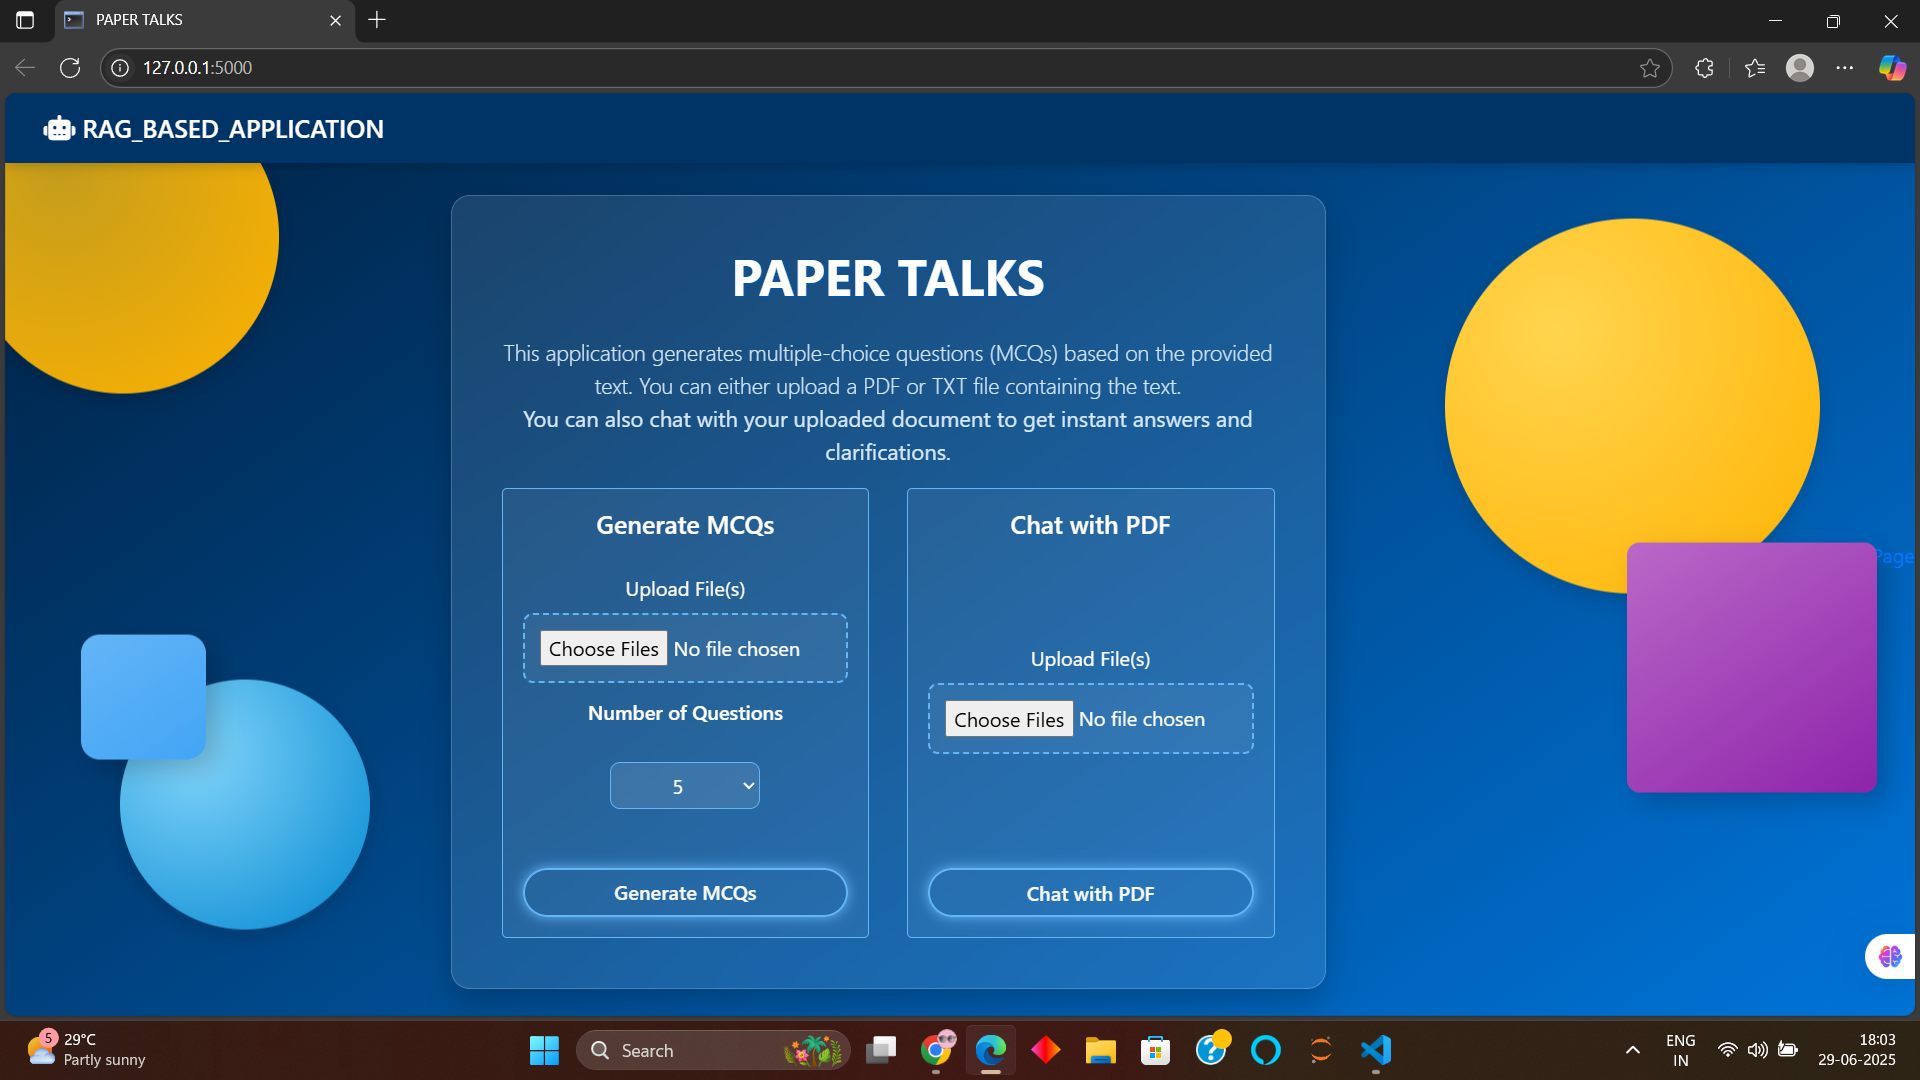 PAPER TALKS
127.0.0.1:5000
RAG_BASED_APPLICATION
PAPER TALKS
This application generates multiple-choice questions (MCQs) based on the provided
text. You can either upload a PDF or TXT file containing the text.
You can also chat with your uploaded document to get instant answers and
clarifications.
Generate MCQs
Upload File(s)
Choose Files No file chosen
Number of Questions
5
Generate MCQs
Chat with PDF
Upload File(s)
Choose Files No file chosen
Chat with PDF
Page
5
29°C
Partly sunny
Search
ENG
IN
18:03
29-06-2025